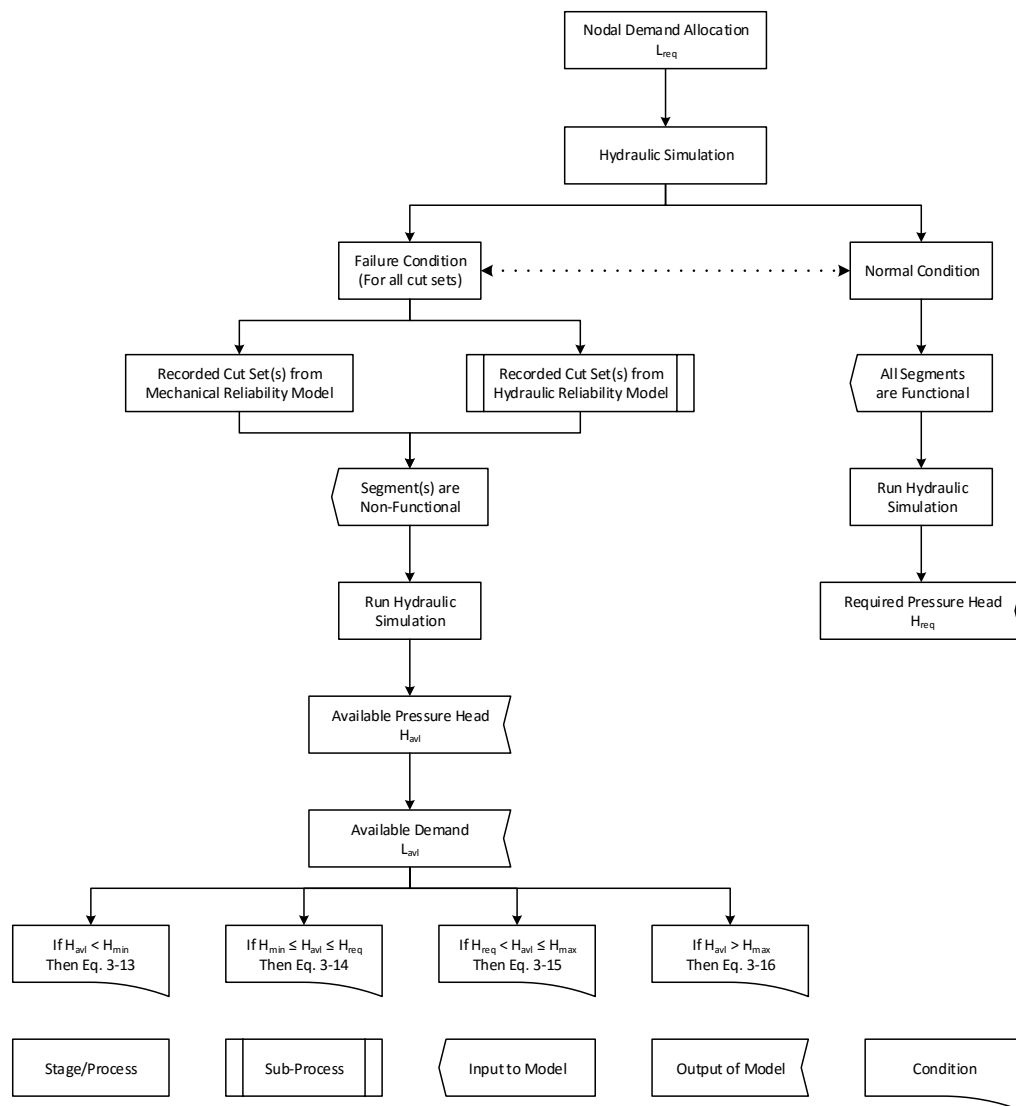 Nodal Demand Allocation
Lreq
Hydraulic Simulation
Failure Condition
(For all cut sets)
Normal Condition
Recorded Cut Set(s) from
Mechanical Reliability Model
Recorded Cut Set(s) from
Hydraulic Reliability Model
All Segments
are Functional
Segment(s) are
Non-Functional
Run Hydraulic
Simulation
Run Hydraulic
Simulation
Required Pressure Head
Hreq
Available Pressure Head
Havl
Available Demand
Lavl
If Havl < Hmin
Then Eq. 3-13
If Hmin ≤ Havl ≤ Hreq
Then Eq. 3-14
If Hreq < Havl ≤ Hmax
Then Eq. 3-15
If Havl > Hmax
Then Eq. 3-16
Stage/Process
Sub-Process
Input to Model
Output of Model
Condition